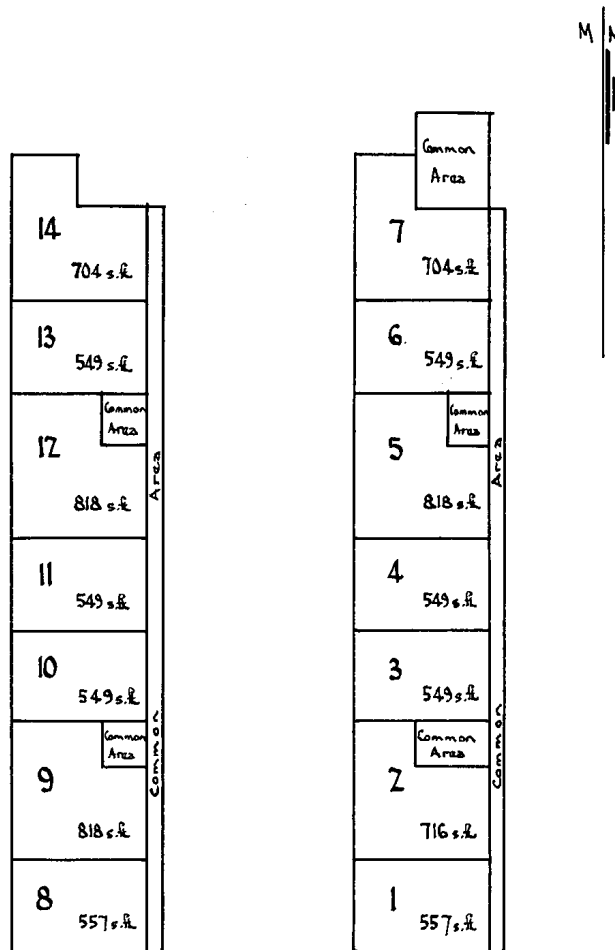 M
Common
Area
14
704 s.ft
7
704 s.ft
13
549 s.ft
6
549 s.ft
Common
Area
12
818 s.ft
Common
Area
5
818 s.ft
Area
Area
11
549 s.ft
4
549 s.ft
10
549 s.ft
3
549 s.ft
Common
Area
9
818 s.ft
Common
Area
2
716 s.ft
Common
Common
8
557 s.ft
1
557 s.ft